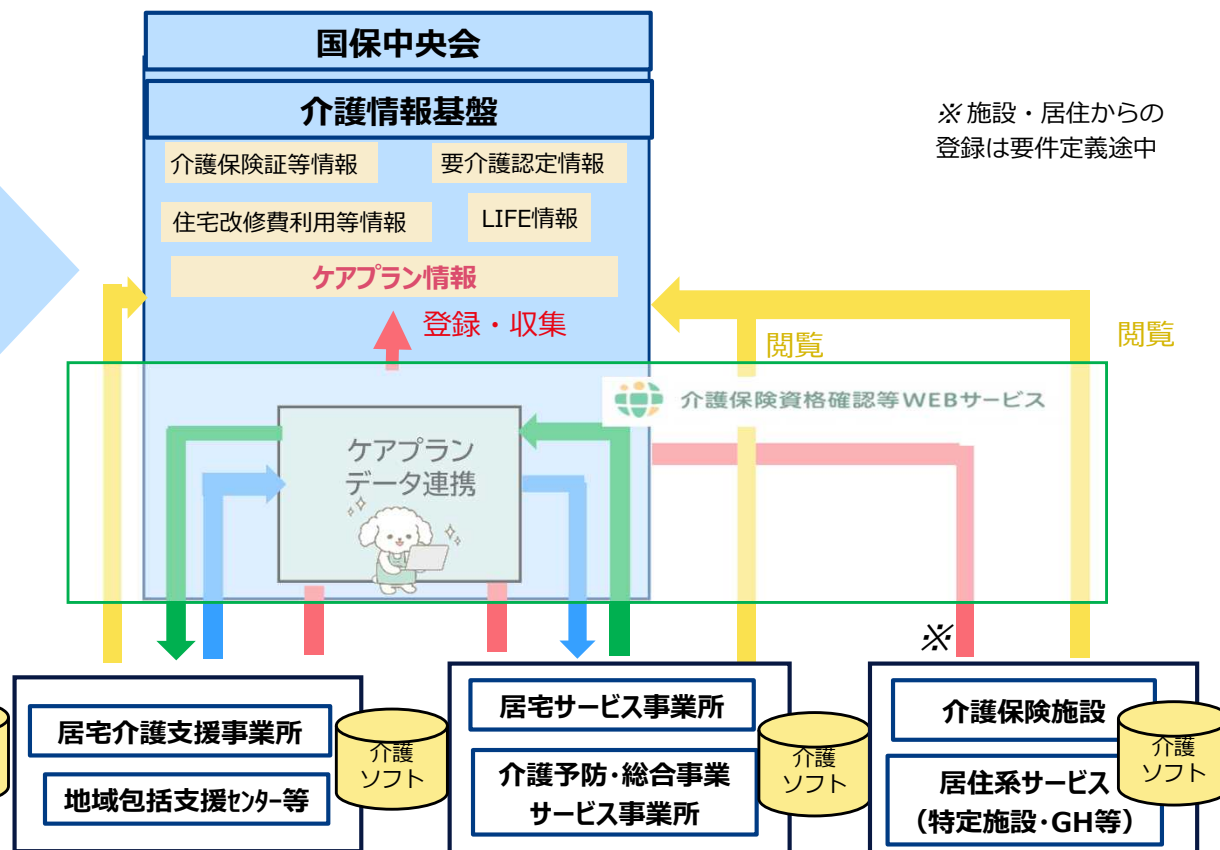 国保中央会
介護情報基盤
※ 施設・居住からの
登録は要件定義途中
介護保険証等情報
要介護認定情報
住宅改修費利用等情報
LIFE情報
ケアプラン情報
登録・収集
閲覧
閲覧
介護保険資格確認等WEBサービス
ケアプラン
データ連携
※
居宅介護支援事業所
地域包括支援ｾﾝﾀｰ等
介護
ソフト
居宅サービス事業所
介護予防・総合事業
サービス事業所
介護
ソフト
介護保険施設
居住系サービス
（特定施設・GH等）
介護
ソフト